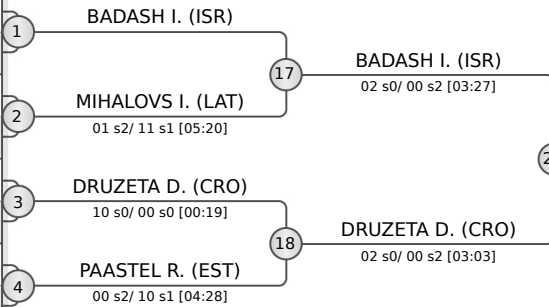 BADASH I. (ISR)
1
17
BADASH I. (ISR)
02 s0/ 00 s2 [03:27]
MIHALOVS I. (LAT)
2
01 s2/ 11 s1 [05:20]
DRUZETA D. (CRO)
3
10 s0/ 00 s0 [00:19]
18
DRUZETA D. (CRO)
02 s0/ 00 s2 [03:03]
PAASTEL R. (EST)
4
00 s2/ 10 s1 [04:28]